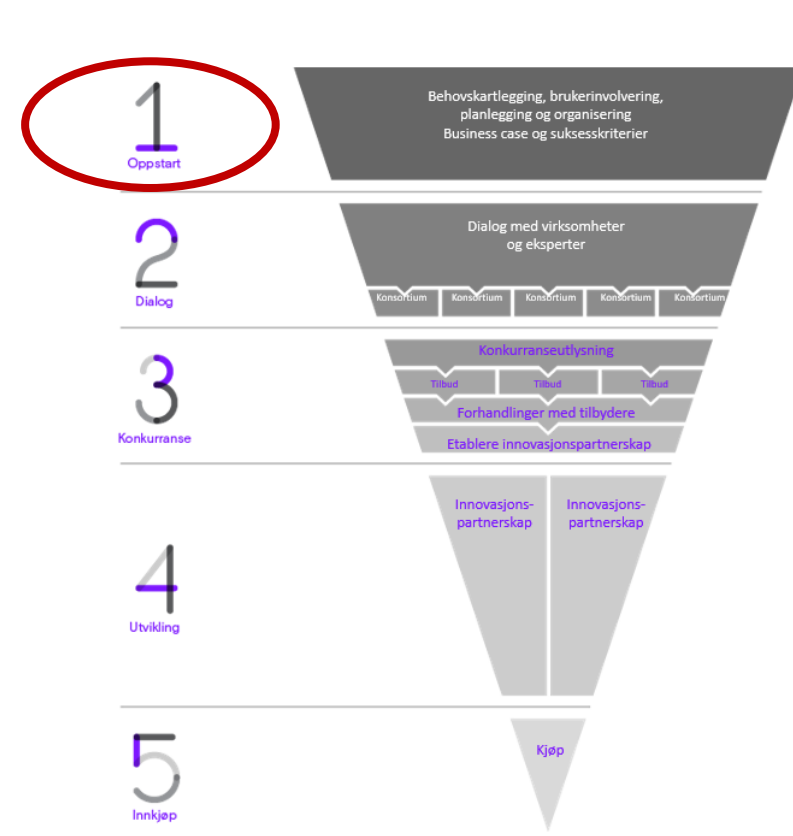 1
Oppstart
Behovskartlegging, brukerinvolvering,
planlegging og organisering
Business case og suksesskriterier
2
Dialog
Dialog med virksomheter
og eksperter
Konsortium Konsortium Konsortium Konsortium Konsortium
3
Konkurranse
Konkurranseutlysning
Tilbud Tilbud Tilbud
Forhandlinger med tilbydere
Etablere innovasjonspartnerskap
4
Utvikling
Innovasjons-
partnerskap
Innovasjons-
partnerskap
5
Innkjøp
Kjøp